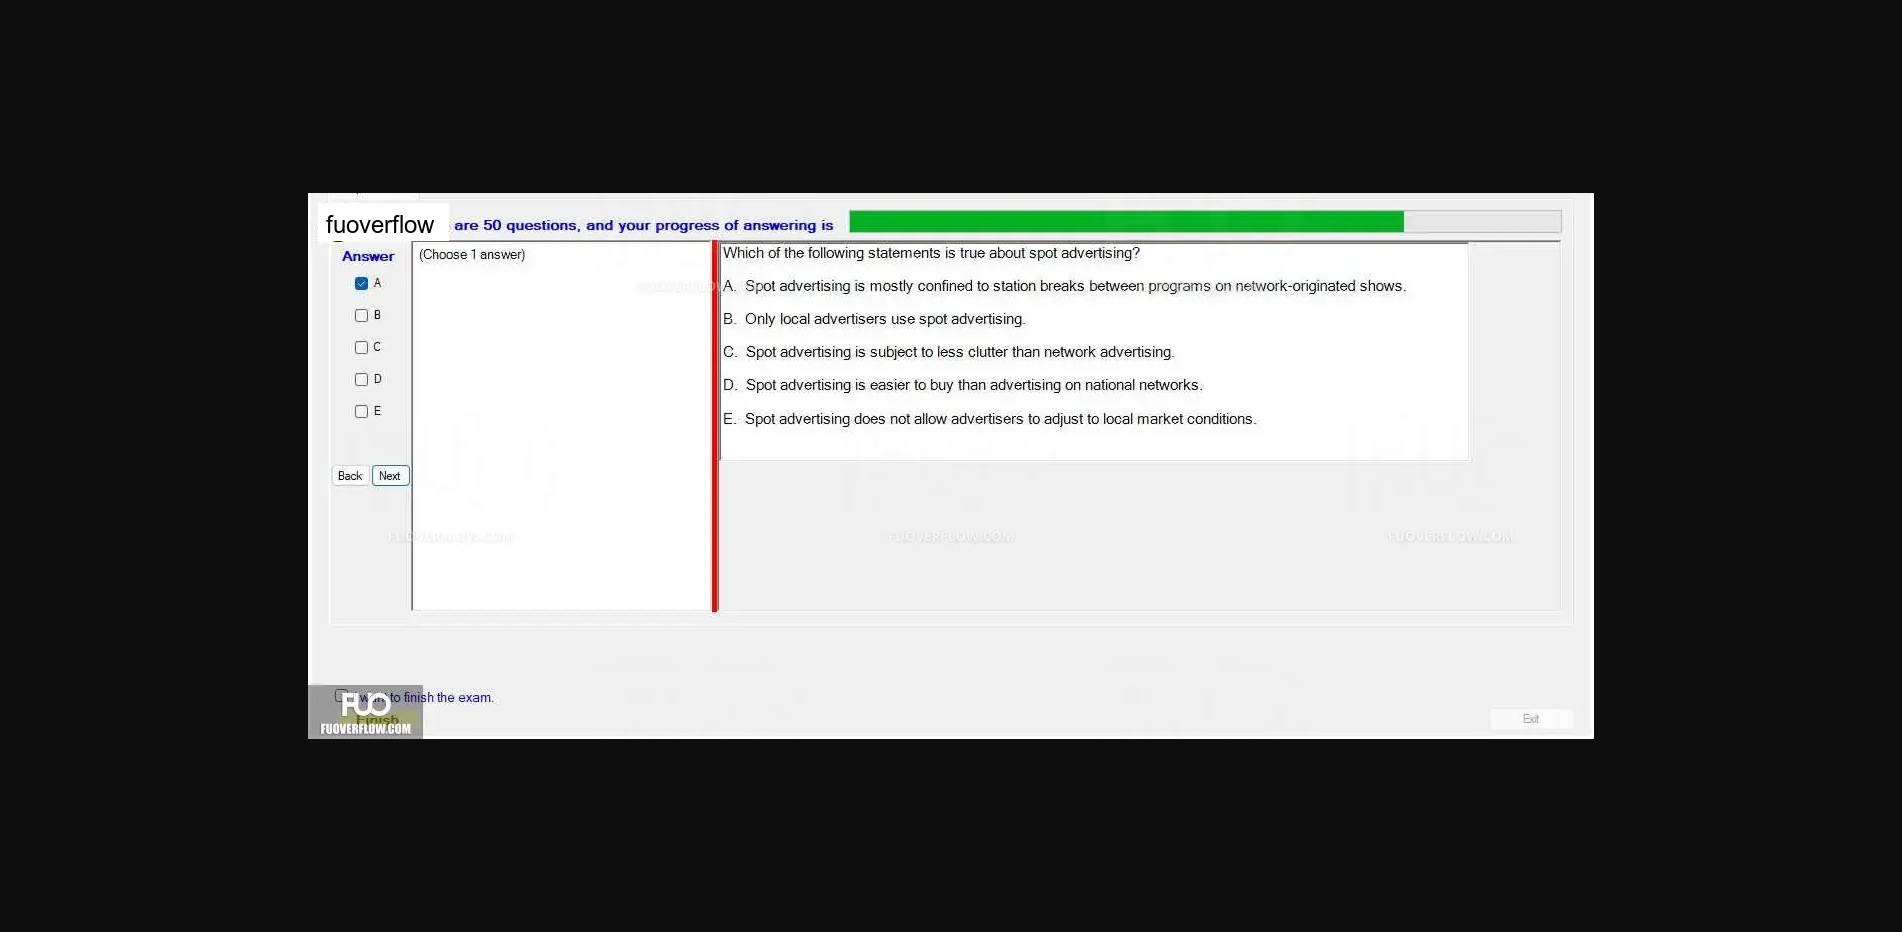 fuoverflow are 50 questions, and your progress of answering is
Answer
A
B
C
D
E
Back Next
(Choose 1 answer)
Which of the following statements is true about spot advertising?
A. Spot advertising is mostly confined to station breaks between programs on network-originated shows.
B. Only local advertisers use spot advertising.
C. Spot advertising is subject to less clutter than network advertising.
D. Spot advertising is easier to buy than advertising on national networks.
E. Spot advertising does not allow advertisers to adjust to local market conditions.
FUOVERFLOW.COM FUOVERFLOW.COM FUOVERFLOW.COM
I want to finish the exam.
FUO
Finish
FUOVERFLOW.COM
Exit